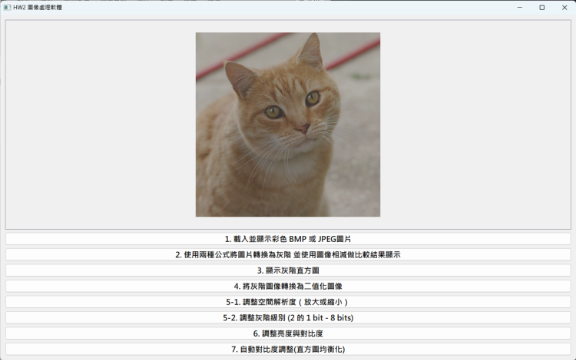 HW2 圖像處理軟體
1. 載入並顯示彩色 BMP 或 JPEG圖片
2. 使用兩種公式將圖片轉換為灰階 並使用圖像相減做比較結果顯示
3. 顯示灰階直方圖
4. 將灰階圖像轉換為二值化圖像
5-1. 調整空間解析度（放大或縮小）
5-2. 調整灰階級別 (2 的 1 bit - 8 bits)
6. 調整亮度與對比度
7. 自動對比度調整(直方圖均衡化)